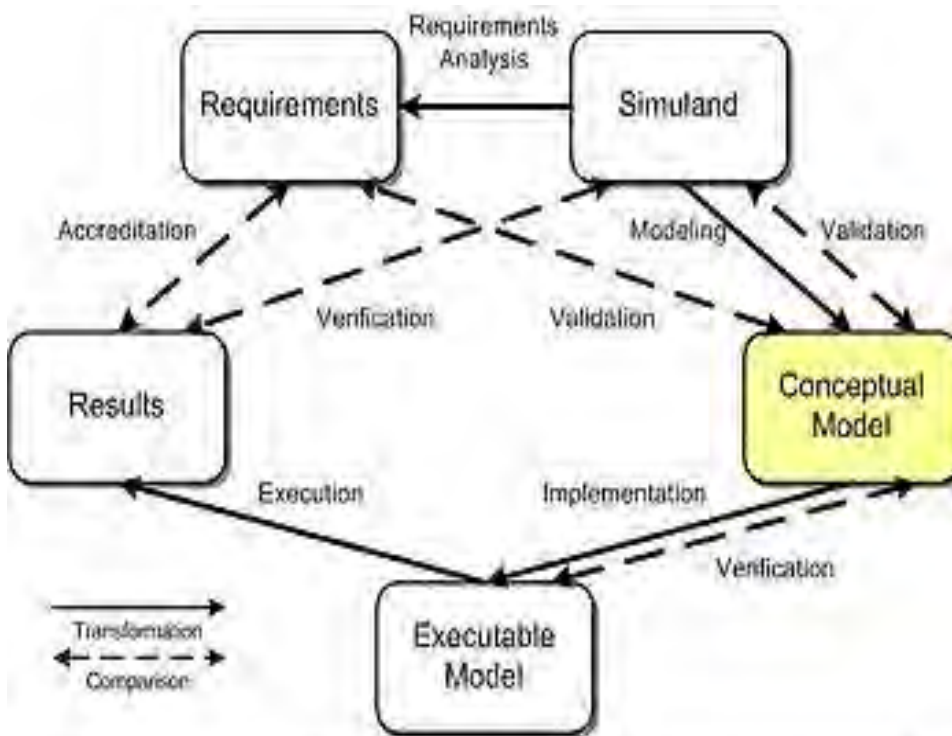 Requirements
Analysis
Requirements
Simuland
Accreditation
Modeling
Validation
Verification
Validation
Results
Conceptual
Model
Execution
Implementation
Verification
Transformation
Comparison
Executable
Model